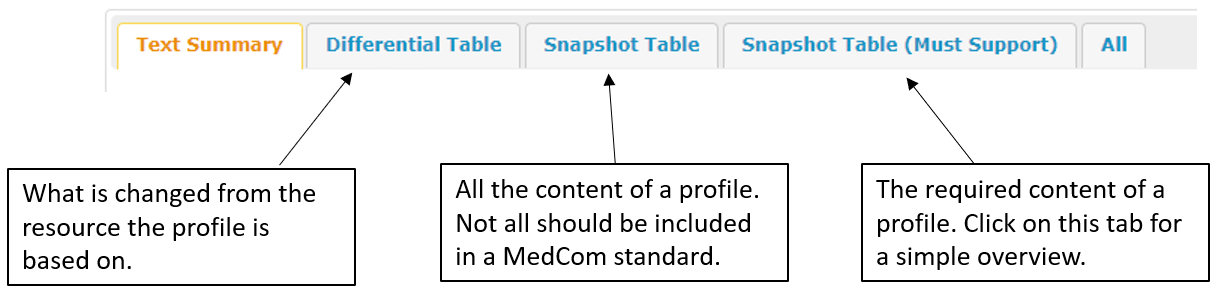 Text Summary Differential Table Snapshot Table Snapshot Table (Must Support) All
What is changed from the
resource the profile is
based on.
All the content of a profile.
Not all should be included
in a MedCom standard.
The required content of a
profile. Click on this tab for
a simple overview.